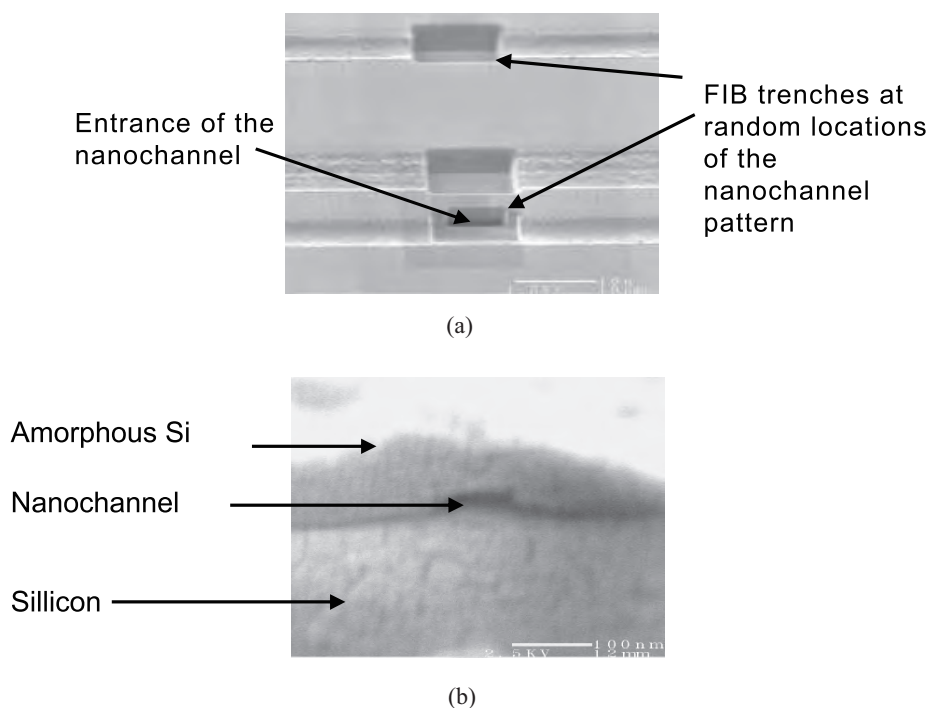 Entrance of the
nanochannel
FIB trenches at
random locations
of the
nanochannel
pattern
(a)
Amorphous Si
Nanochannel
Sillicon
100nm
2.5KV 12mm
(b)